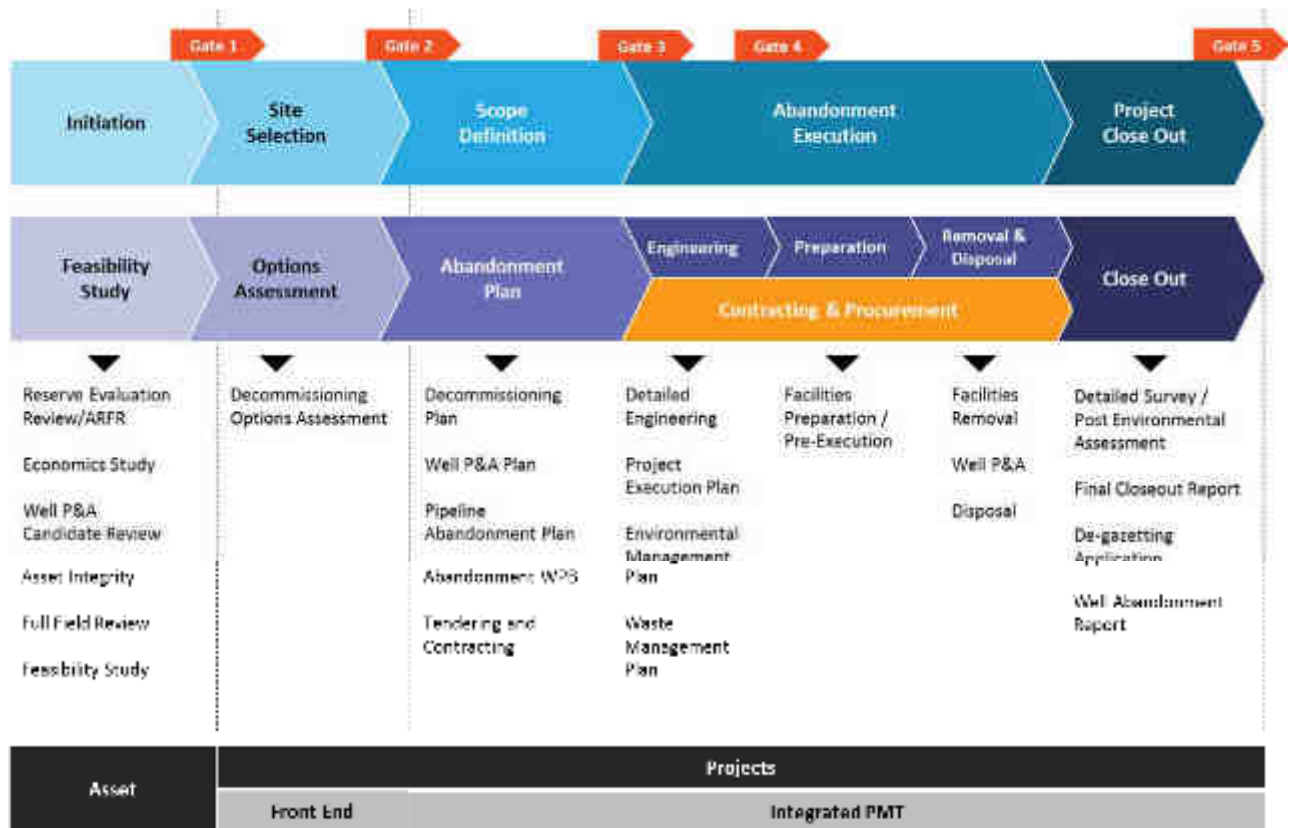 Gate 1
Gate 2
Gate 3
Gate 4
Gate 5
Initiation
Site
Selection
Scope
Definition
Abandonment
Execution
Project
Close Out
Feasibility
Study
Options
Assessment
Abandonment
Plan
Engineering
Preparation
Removal &
Disposal
Contracting & Procurement
Close Out
Reserve Evaluation
Review/ARFR
Economics Study
Well P&A
Candidate Review
Asset Integrity
Full Field Review
Feasibility Study
Decommissioning
Options Assessment
Decommissioning
Plan
Well P&A Plan
Pipeline
Abandonment Plan
Abandonment WPB
Tendering and
Contracting
Detailed
Engineering
Project
Execution Plan
Environmental
Management
Plan
Waste
Management
Plan
Facilities
Preparation /
Pre-Execution
Facilities
Removal
Well P&A
Disposal
Detailed Survey /
Post Environmental
Assessment
Final Closeout Report
De-gazetting
Application
Well Abandonment
Report
Asset
Projects
Front End
Integrated PMT